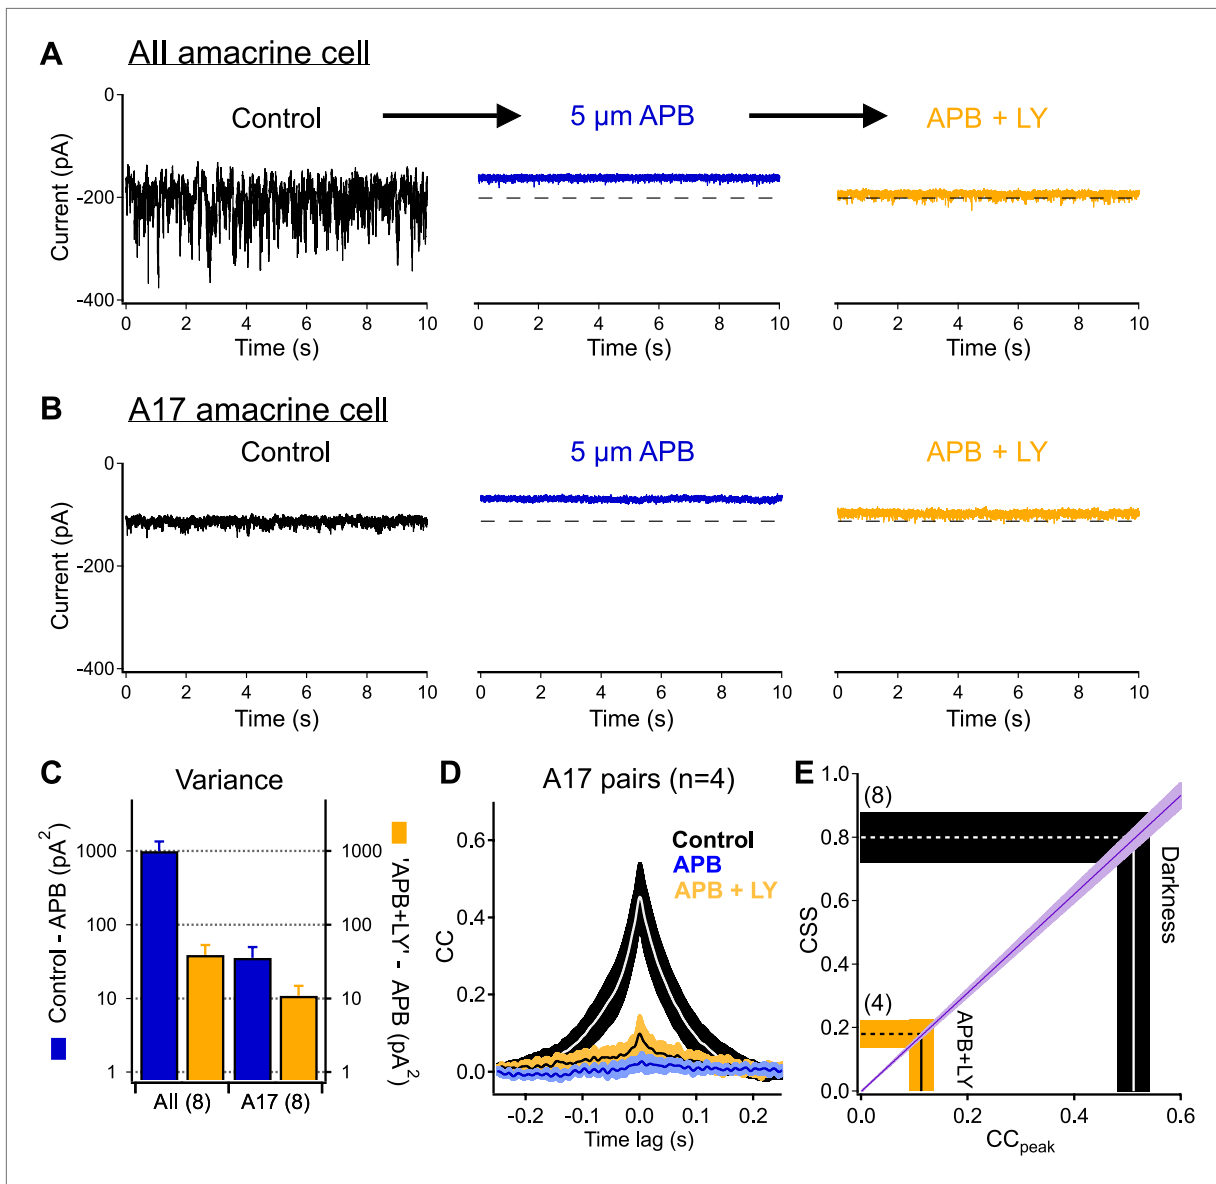 A
AII amacrine cell
Control
5 µm APB
APB + LY
Current (pA)
0
-200
-400
0 2 4 6 8 10
0 2 4 6 8 10
0 2 4 6 8 10
Time (s)
Time (s)
Time (s)
B
A17 amacrine cell
Control
5 µm APB
APB + LY
Current (pA)
0
-200
-400
0 2 4 6 8 10
0 2 4 6 8 10
0 2 4 6 8 10
Time (s)
Time (s)
Time (s)
C
Variance
Control - APB (pA²)
1000
100
10
1
1000
100
10
1
'APB+LY' - APB (pA²)
AII (8)
A17 (8)
D
A17 pairs (n=4)
Control
APB
APB + LY
CC
0.6
0.4
0.2
0.0
-0.2 0.0 0.2
Time lag (s)
E
CSS
1.0
0.8
0.6
0.4
0.2
0.0
(8)
(4)
APB+LY
Darkness
0.0 0.2 0.4 0.6
CCpeak